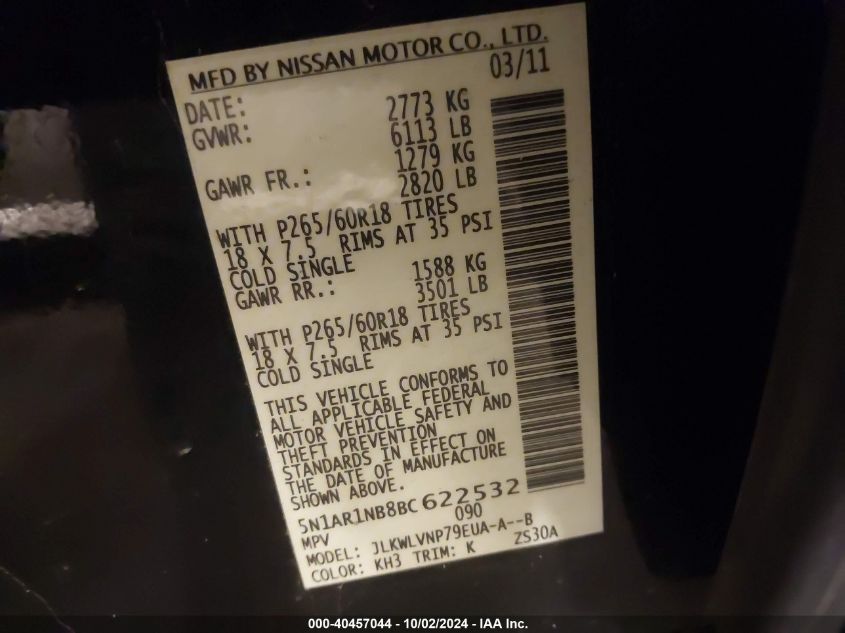 MFD BY NISSAN MOTOR CO., LTD.
DATE: 03/11
GVWR: 2773 KG
6113 LB
GAWR FR.: 1279 KG
2820 LB
WITH P265/60R18 TIRES
18 X 7.5 RIMS AT 35 PSI
COLD SINGLE
GAWR RR.: 1588 KG
3501 LB
WITH P265/60R18 TIRES
18 X 7.5 RIMS AT 35 PSI
COLD SINGLE
THIS VEHICLE CONFORMS TO
ALL APPLICABLE FEDERAL
MOTOR VEHICLE SAFETY AND
THEFT PREVENTION
STANDARDS IN EFFECT ON
THE DATE OF MANUFACTURE
SHOWN ABOVE.
5N1AR1NB8BC622532
MPV 090
MODEL: JLKWLVNP79EUA-A--B
COLOR: KH3 TRIM: K ZS30A
000-40457044 - 10/02/2024 - IAA Inc.